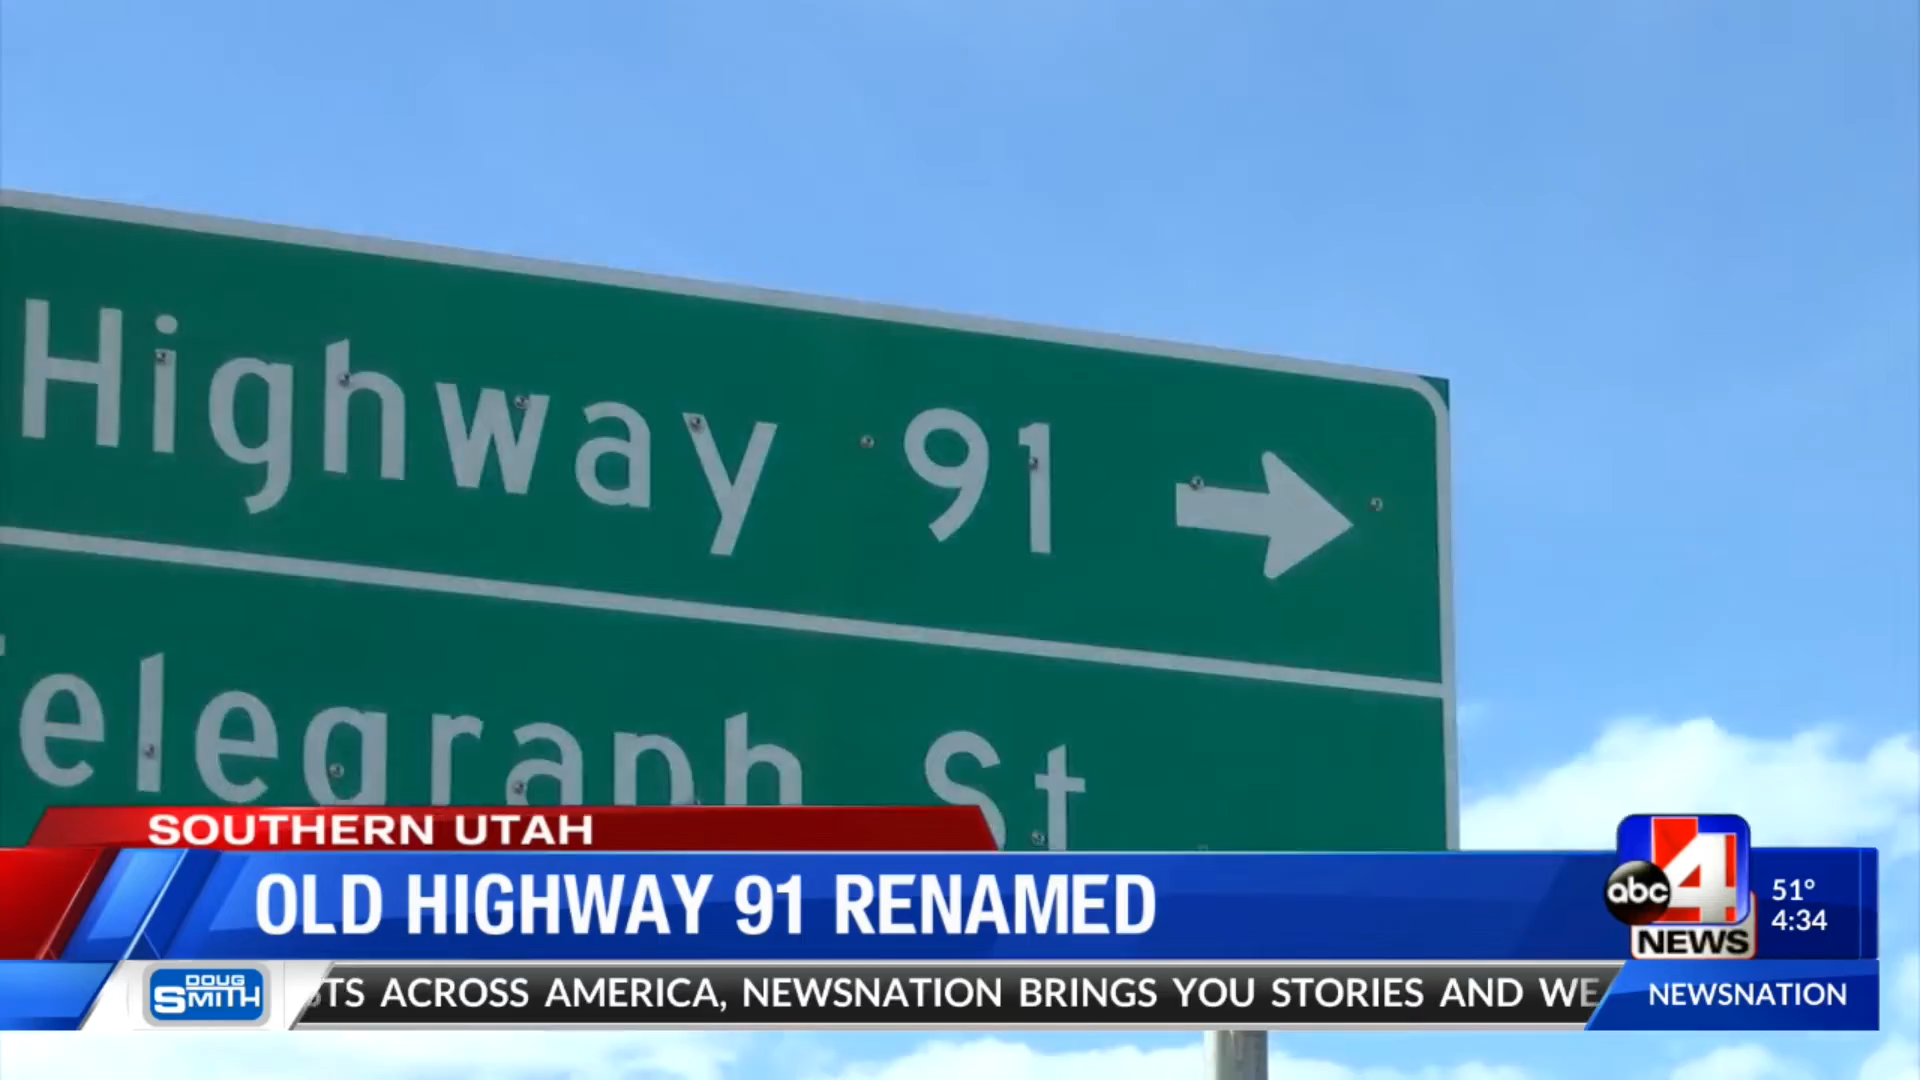 Highway 91
elegraph St
SOUTHERN UTAH
OLD HIGHWAY 91 RENAMED
abc
4
NEWS
51°
4:34
DOUG
SMITH
STS ACROSS AMERICA, NEWSNATION BRINGS YOU STORIES AND WE
NEWSNATION